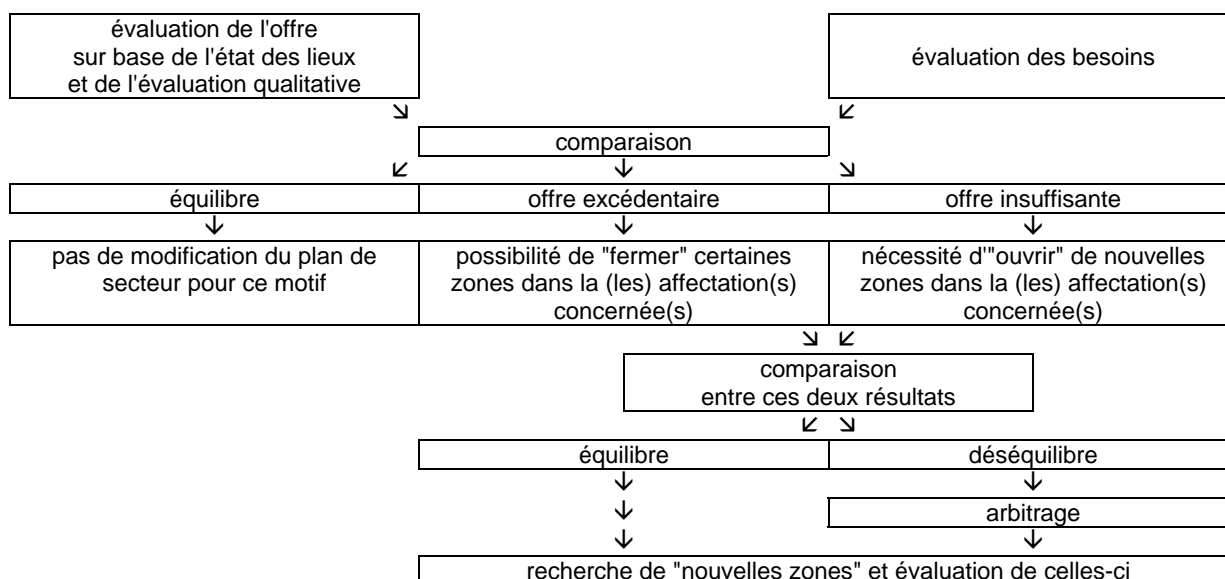 évaluation de l'offre
sur base de l'état des lieux
et de l'évaluation qualitative
évaluation des besoins
comparaison
équilibre
offre excédentaire
offre insuffisante
pas de modification du plan de
secteur pour ce motif
possibilité de "fermer" certaines
zones dans la (les) affectation(s)
concernée(s)
nécessité d'"ouvrir" de nouvelles
zones dans la (les) affectation(s)
concernée(s)
comparaison
entre ces deux résultats
équilibre
déséquilibre
arbitrage
recherche de "nouvelles zones" et évaluation de celles-ci